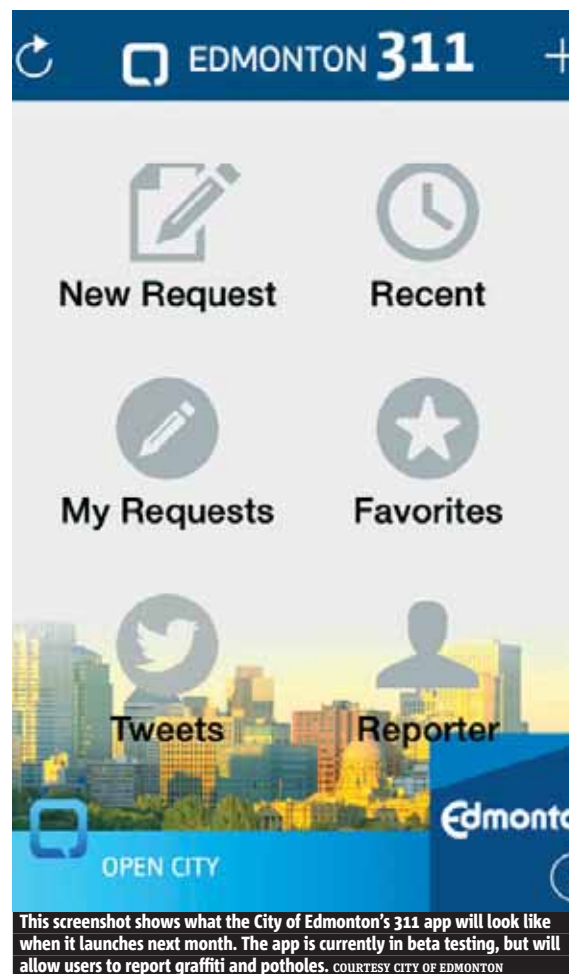 EDMONTON 311
New Request Recent
My Requests Favorites
Tweets Reporter
OPEN CITY
This screenshot shows what the City of Edmonton's 311 app will look like
when it launches next month. The app is currently in beta testing, but will
allow users to report graffiti and potholes. COURTESY CITY OF EDMONTON